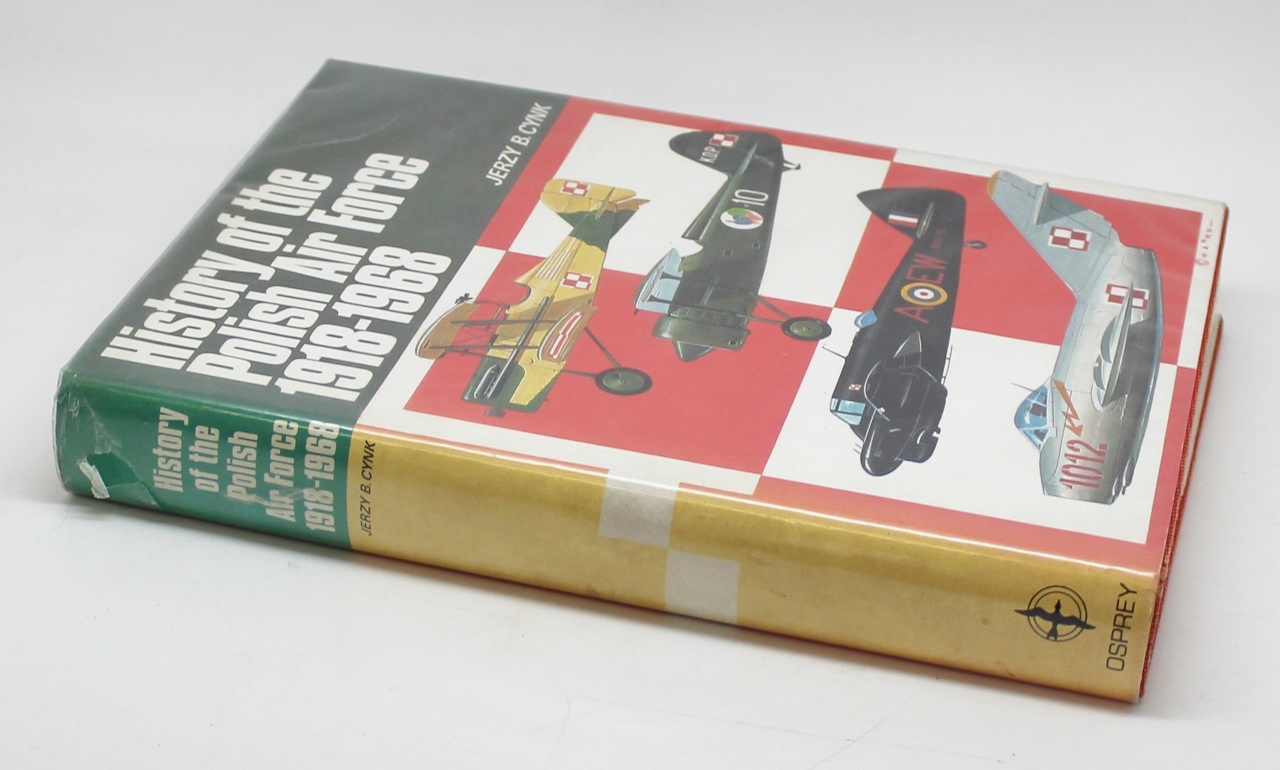 History of the
Polish Air Force
1918-1968
JERZY B. CYNK
K.O.P.
10
A EW
1012
History
of the
Polish
Air Force
1918-1968
JERZY B. CYNK
OSPREY